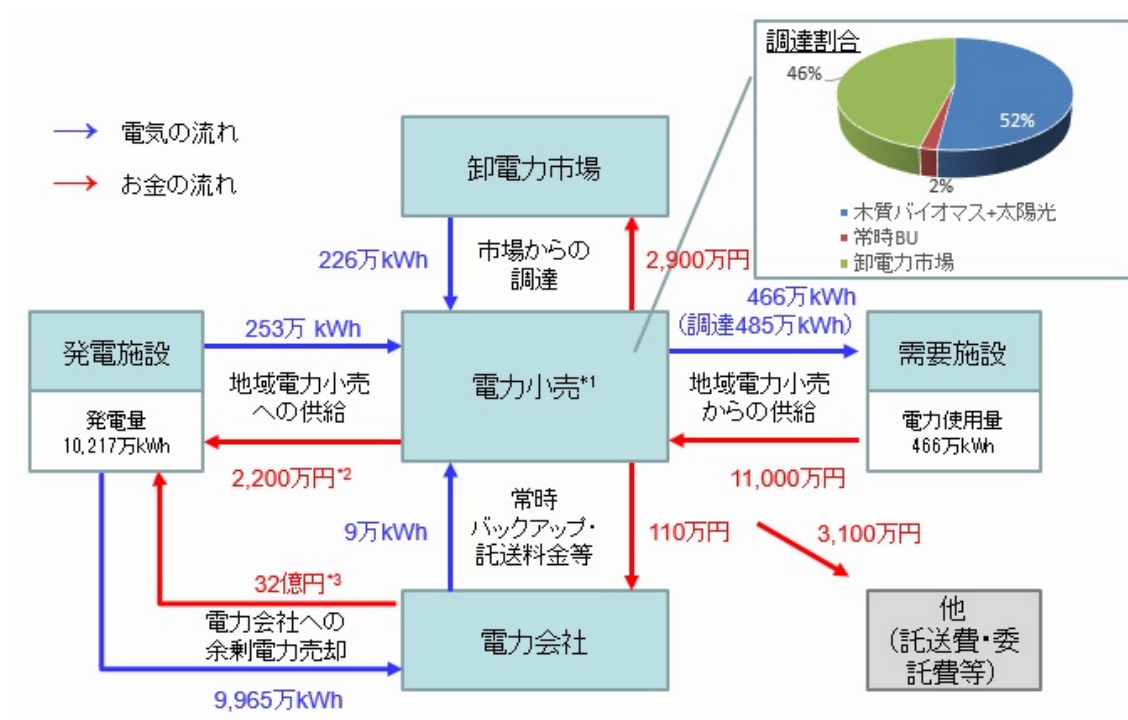 調達割合
46%
52%
2%
木質バイオマス+太陽光
常時BU
卸電力市場
電気の流れ
お金の流れ
卸電力市場
226万kWh
市場からの
調達
2,900万円
466万kWh
(調達485万kWh)
発電施設
発電量
10,217万kWh
253万 kWh
地域電力小売
への供給
2,200万円*2
電力小売*1
地域電力小売
からの供給
11,000万円
需要施設
電力使用量
466万kWh
9万kWh
常時
バックアップ・
託送料金等
110万円
3,100万円
32億円*3
電力会社への
余剰電力売却
9,965万kWh
電力会社
他
(託送費・委
託費等)